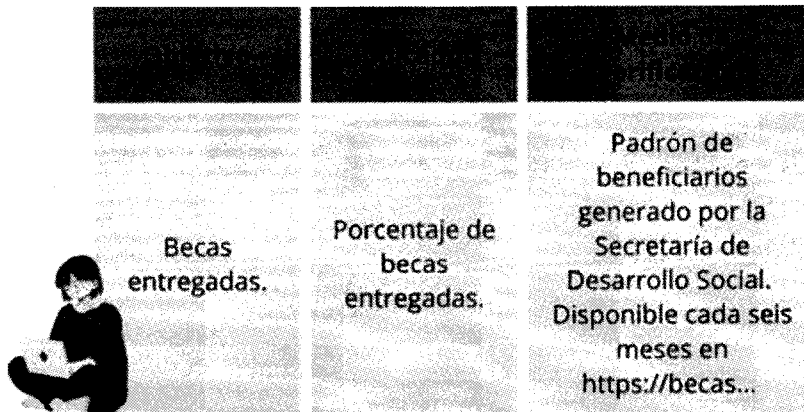 Becas
entregadas.
Porcentaje de
becas
entregadas.
Padrón de
beneficiarios
generado por la
Secretaría de
Desarrollo Social.
Disponible cada seis
meses en
https://becas...